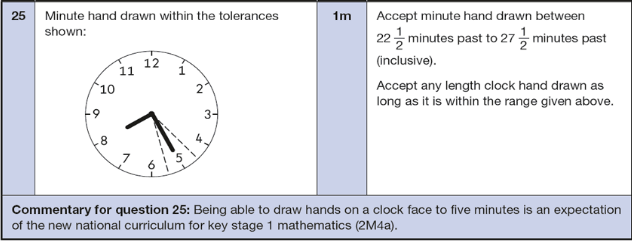 25 Minute hand drawn within the tolerances
shown:
12
11 1
10 2
9 3
8 4
7 5
6
1m Accept minute hand drawn between
22 1/2 minutes past to 27 1/2 minutes past
(inclusive).
Accept any length clock hand drawn as
long as it is within the range given above.
Commentary for question 25: Being able to draw hands on a clock face to five minutes is an expectation
of the new national curriculum for key stage 1 mathematics (2M4a).